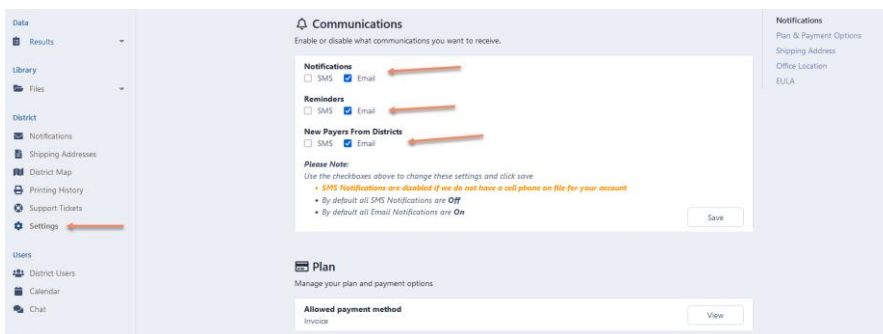 Data
Results
Library
Files
District
Notifications
Shipping Addresses
District Map
Printing History
Support Tickets
Settings
Users
District Users
Calendar
Chat
Communications
Enable or disable what communications you want to receive.
Notifications
SMS Email
Reminders
SMS Email
New Payers From Districts
SMS Email
Please Note:
Use the checkboxes above to change these settings and click save
• SMS Notifications are disabled if we do not have a cell phone on file for your account
• By default all SMS Notifications are Off
• By default all Email Notifications are On
Save
Plan
Manage your plan and payment options
Allowed payment method
Invoice
View
Notifications
Plan & Payment Options
Shipping Address
Office Location
EULA